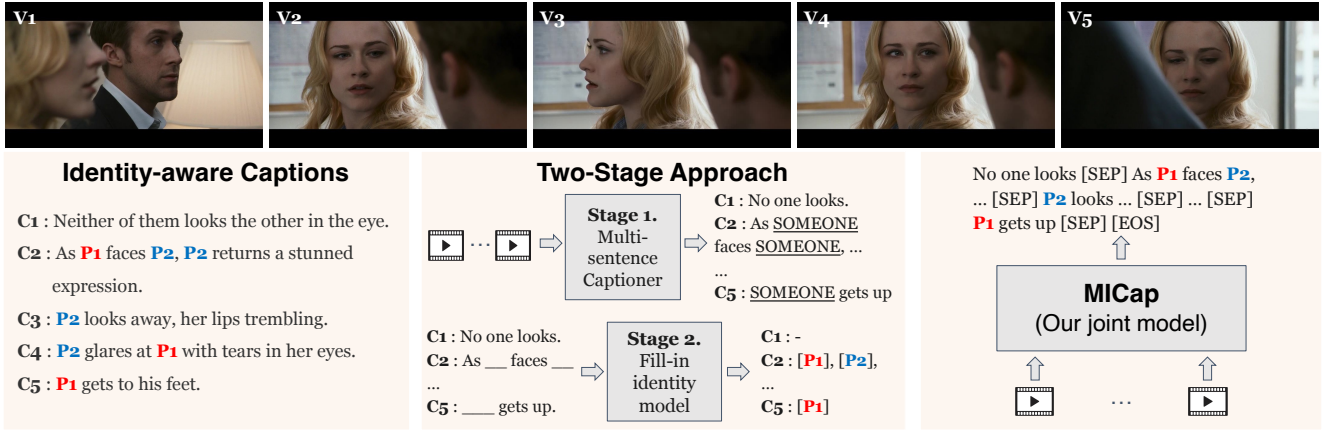 V1
V2
V3
V4
V5
Identity-aware Captions
C1 : Neither of them looks the other in the eye.
C2 : As P1 faces P2, P2 returns a stunned
expression.
C3 : P2 looks away, her lips trembling.
C4 : P2 glares at P1 with tears in her eyes.
C5 : P1 gets to his feet.
Two-Stage Approach
...
Stage 1.
Multi-
sentence
Captioner
C1 : No one looks.
C2 : As SOMEONE
faces SOMEONE, ...
...
C5 : SOMEONE gets up
C1 : No one looks.
C2 : As __ faces __
...
C5 : ___ gets up.
Stage 2.
Fill-in
identity
model
C1 : -
C2 : [P1], [P2],
...
C5 : [P1]
No one looks [SEP] As P1 faces P2,
... [SEP] P2 looks ... [SEP] ... [SEP]
P1 gets up [SEP] [EOS]
MICap
(Our joint model)
...